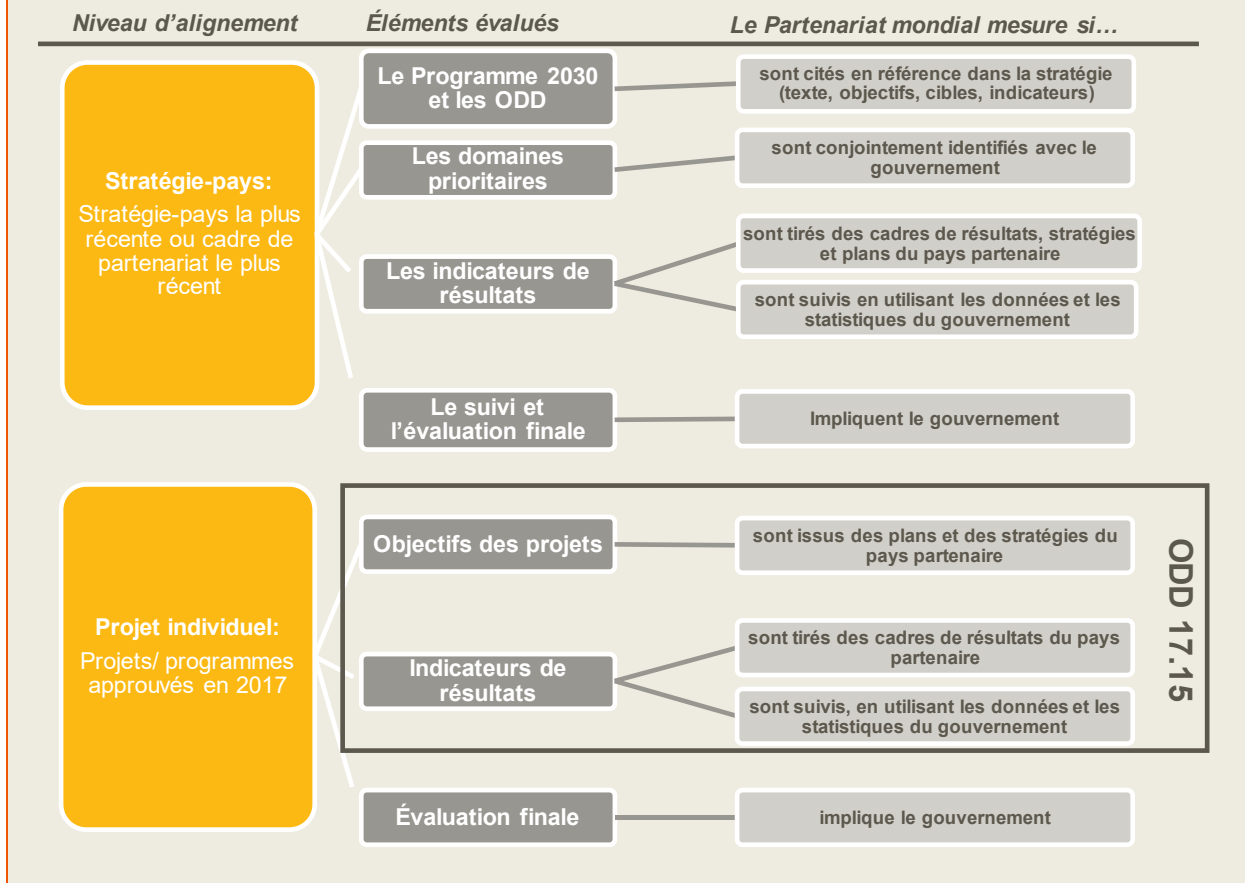 Niveau d'alignement
Éléments évalués
Le Partenariat mondial mesure si…
Stratégie-pays:
Stratégie-pays la plus
récente ou cadre de
partenariat le plus
récent
Le Programme 2030
et les ODD
sont cités en référence dans la stratégie
(texte, objectifs, cibles, indicateurs)
Les domaines
prioritaires
sont conjointement identifiés avec le
gouvernement
Les indicateurs de
résultats
sont tirés des cadres de résultats, stratégies
et plans du pays partenaire
sont suivis en utilisant les données et les
statistiques du gouvernement
Le suivi et
l'évaluation finale
Impliquent le gouvernement
Projet individuel:
Projets/ programmes
approuvés en 2017
Objectifs des projets
sont issus des plans et des stratégies du
pays partenaire
Indicateurs de
résultats
sont tirés des cadres de résultats du pays
partenaire
sont suivis, en utilisant les données et les
statistiques du gouvernement
ODD 17.15
Évaluation finale
implique le gouvernement